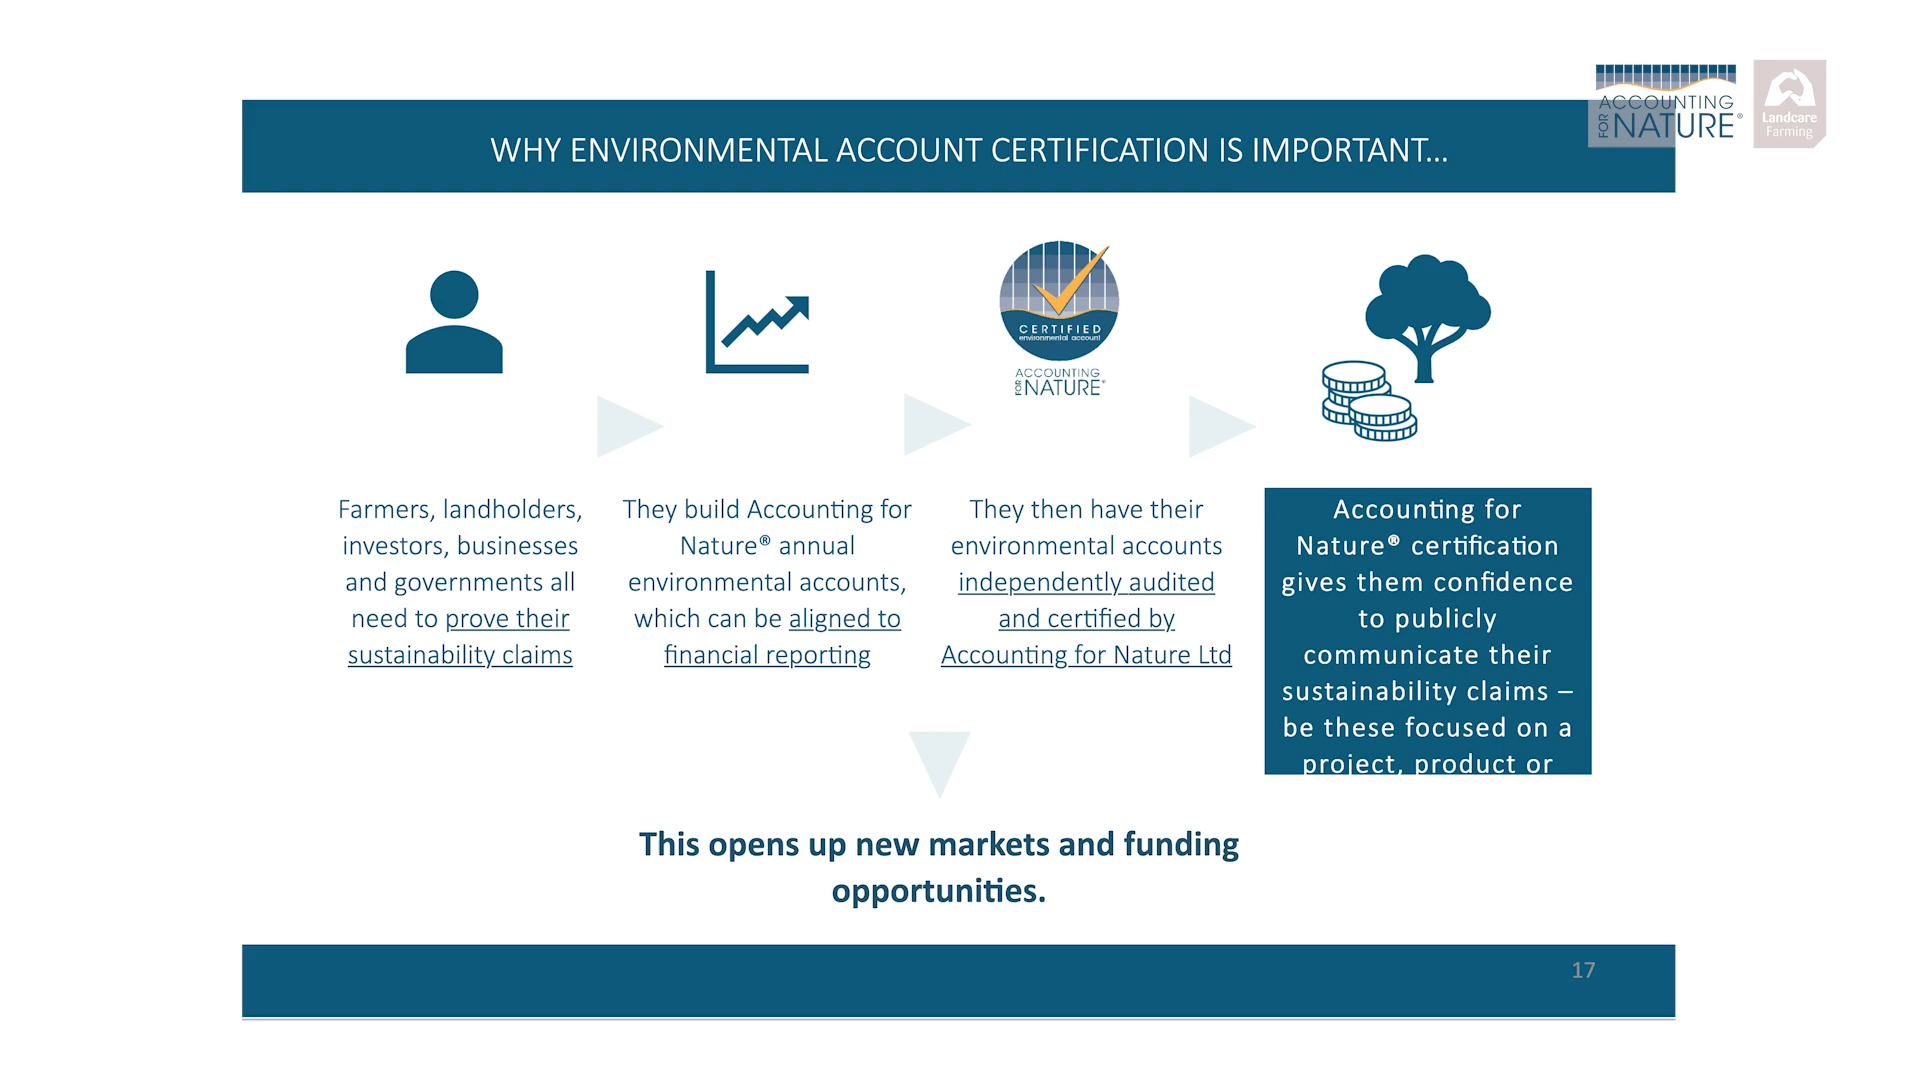 ACCOUNTING
FOR NATURE®
Landcare
Farming
WHY ENVIRONMENTAL ACCOUNT CERTIFICATION IS IMPORTANT...
CERTIFIED
environmental account
ACCOUNTING
FOR NATURE®
Farmers, landholders,
investors, businesses
and governments all
need to prove their
sustainability claims
They build Accounting for
Nature® annual
environmental accounts,
which can be aligned to
financial reporting
They then have their
environmental accounts
independently audited
and certified by
Accounting for Nature Ltd
Accounting for
Nature® certification
gives them confidence
to publicly
communicate their
sustainability claims –
be these focused on a
project, product or
This opens up new markets and funding
opportunities.
17